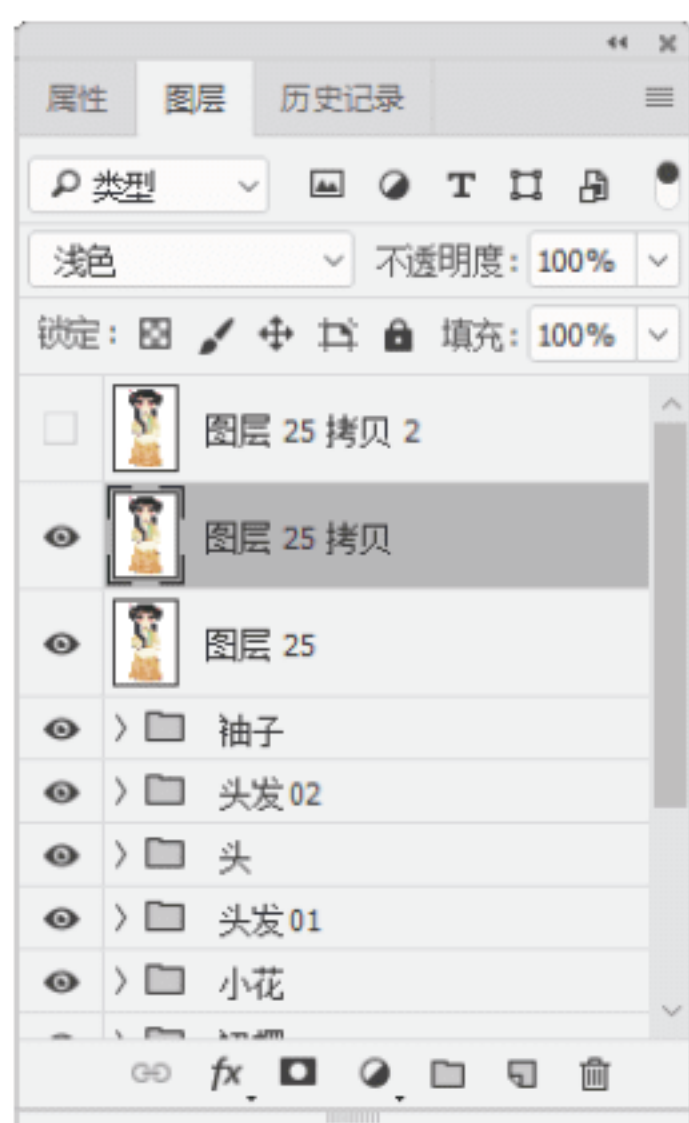 属性 图层 历史记录
类型 T
浅色 不透明度: 100%
锁定: 填充: 100%
图层 25 拷贝 2
图层 25 拷贝
图层 25
袖子
头发02
头
头发01
小花
fx